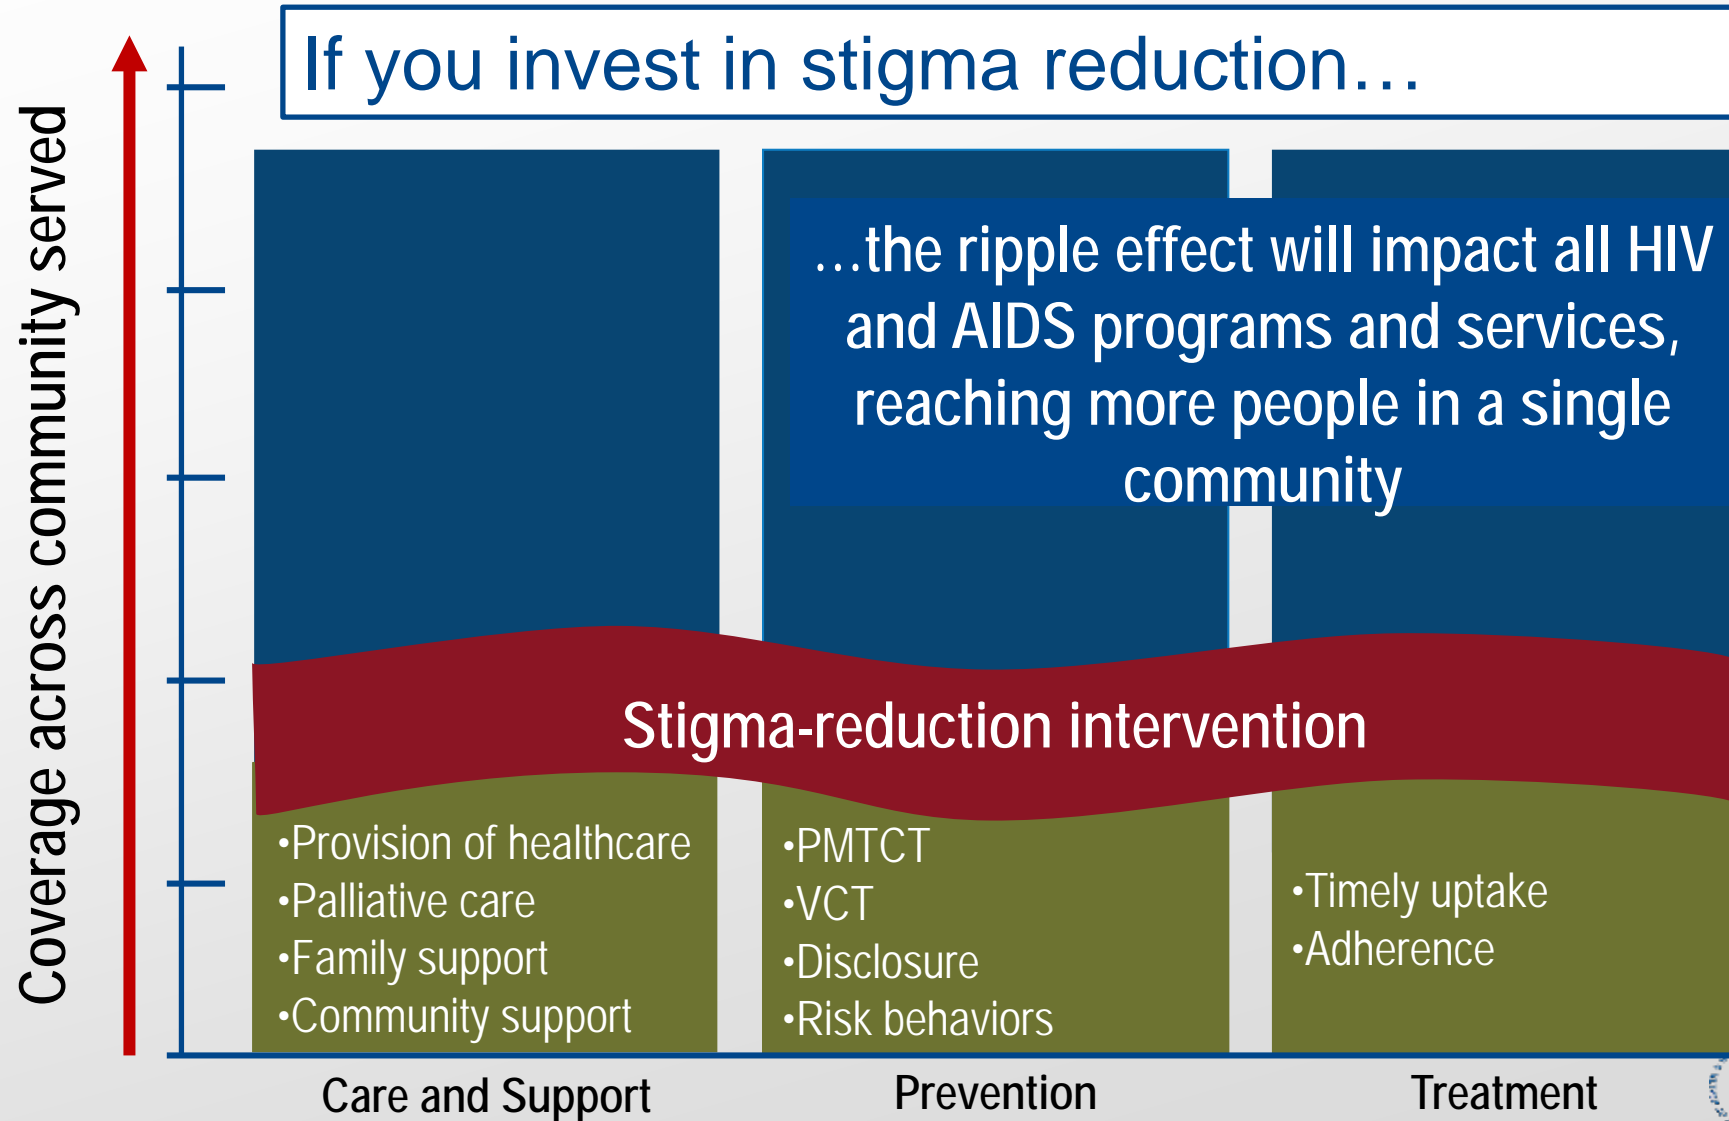 If you invest in stigma reduction…
Coverage across community served
…the ripple effect will impact all HIV
and AIDS programs and services,
reaching more people in a single
community
Stigma-reduction intervention
•Provision of healthcare
•Palliative care
•Family support
•Community support
•PMTCT
•VCT
•Disclosure
•Risk behaviors
•Timely uptake
•Adherence
Care and Support
Prevention
Treatment